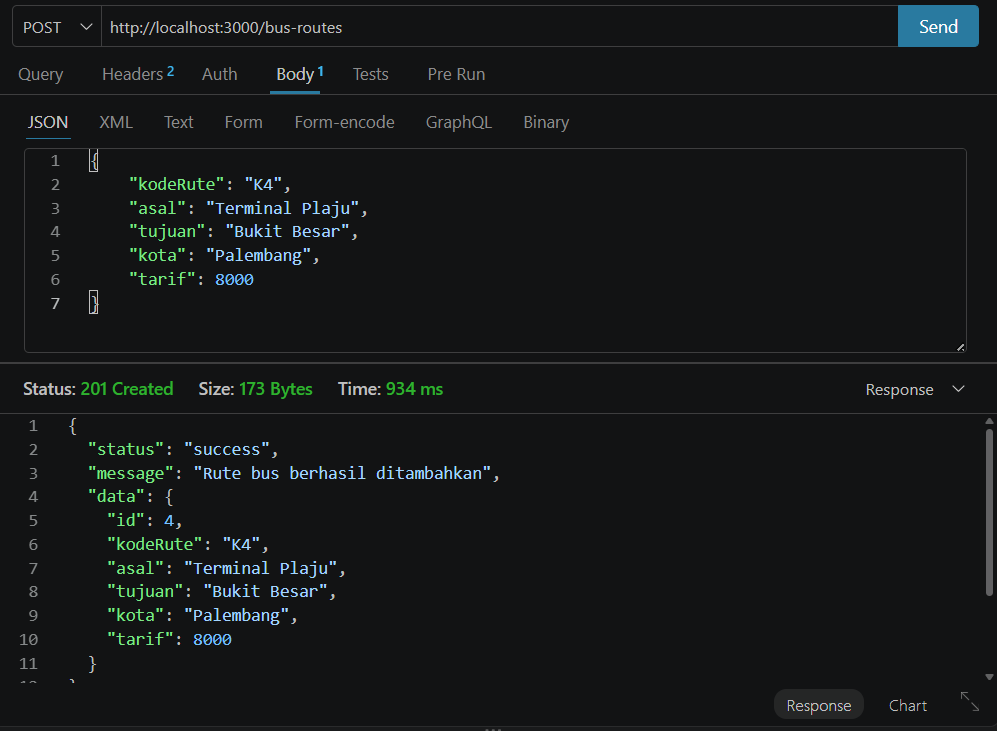 POST http://localhost:3000/bus-routes Send
Query Headers 2 Auth Body 1 Tests Pre Run
JSON XML Text Form Form-encode GraphQL Binary
1 {
2 "kodeRute": "K4",
3 "asal": "Terminal Plaju",
4 "tujuan": "Bukit Besar",
5 "kota": "Palembang",
6 "tarif": 8000
7 }
Status: 201 Created Size: 173 Bytes Time: 934 ms Response
1 {
2 "status": "success",
3 "message": "Rute bus berhasil ditambahkan",
4 "data": {
5 "id": 4,
6 "kodeRute": "K4",
7 "asal": "Terminal Plaju",
8 "tujuan": "Bukit Besar",
9 "kota": "Palembang",
10 "tarif": 8000
11 }
Response Chart